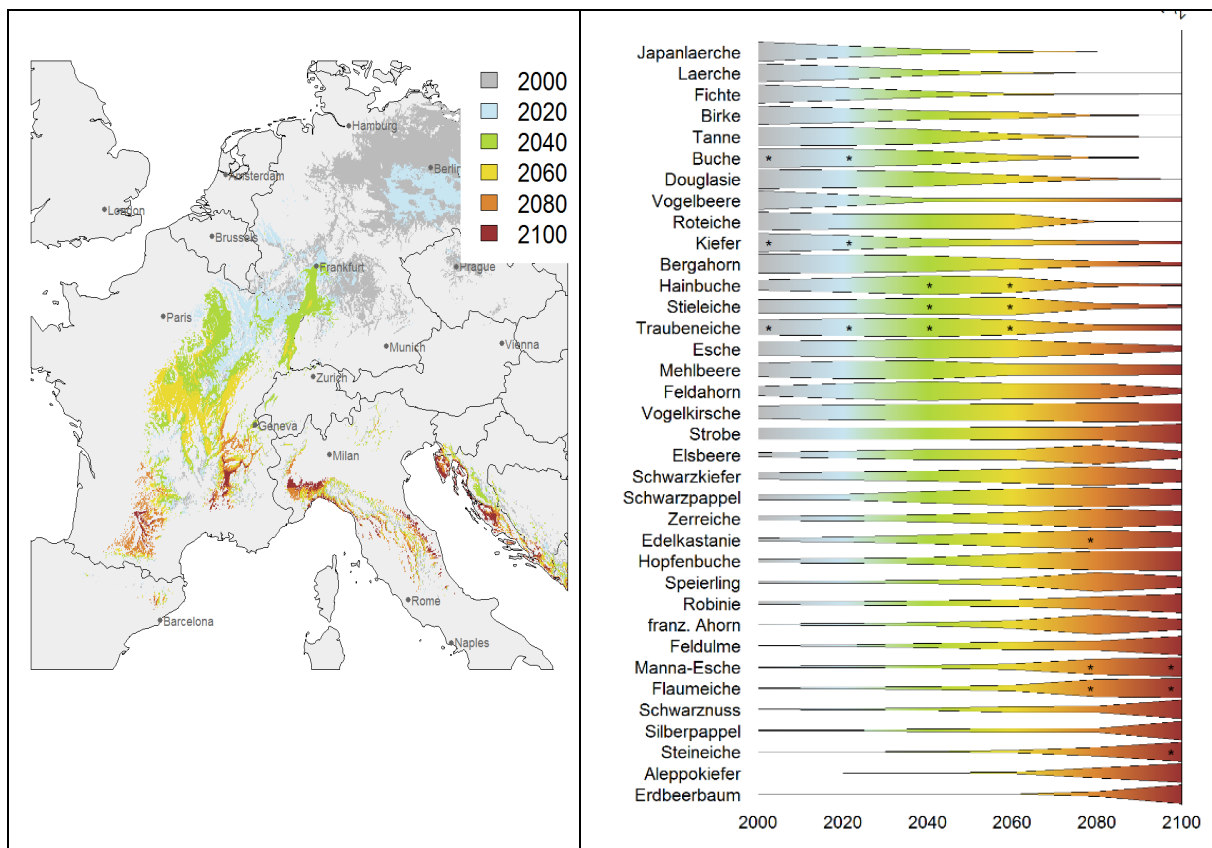 2000
2020
2040
2060
2080
2100
Hamburg
Berlin
Amsterdam
London
Brussels
Frankfurt
Prague
Paris
Munich
Vienna
Zurich
Geneva
Milan
Rome
Barcelona
Naples
Japanlaerche
Laerche
Fichte
Birke
Tanne
Buche * *
Douglasie
Vogelbeere
Roteiche
Kiefer * *
Bergahorn
Hainbuche * *
Stieleiche * *
Traubeneiche * * * *
Esche
Mehlbeere
Feldahorn
Vogelkirsche
Strobe
Elsbeere
Schwarzkiefer
Schwarzpappel
Zerreiche
Edelkastanie *
Hopfenbuche
Speierling
Robinie
franz. Ahorn
Feldulme
Manna-Esche * *
Flaumeiche * *
Schwarznuss
Silberpappel
Steineiche *
Aleppokiefer
Erdbeerbaum
2000 2020 2040 2060 2080 2100